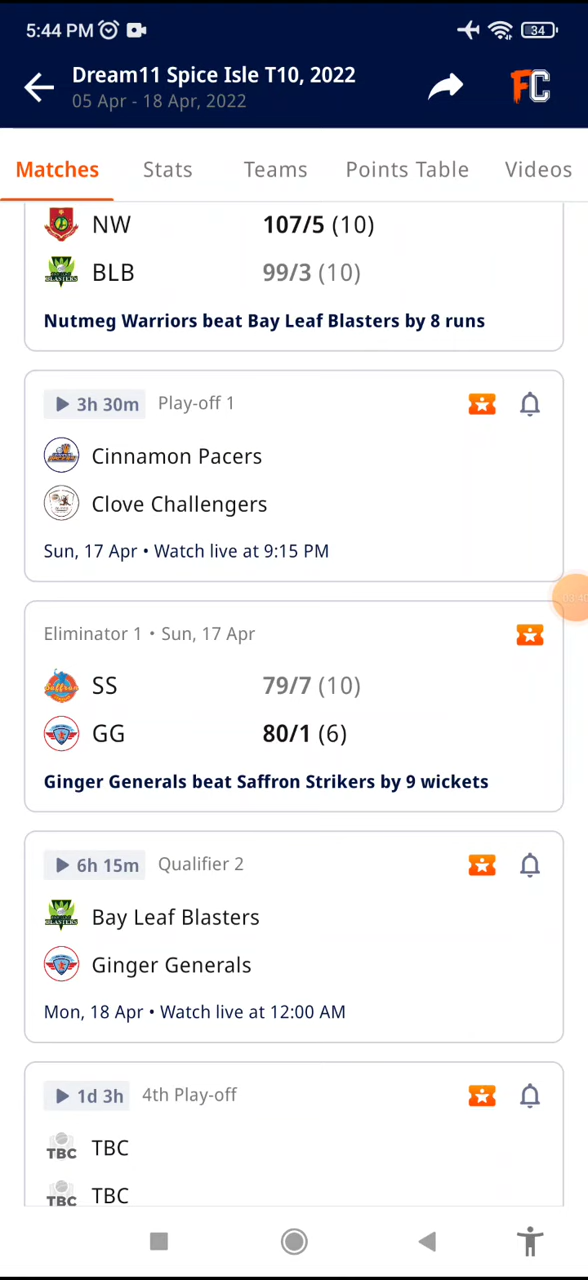 5:44 PM 34
Dream11 Spice Isle T10, 2022
05 Apr - 18 Apr, 2022
FC
Matches Stats Teams Points Table Videos
NW 107/5 (10)
BLB 99/3 (10)
Nutmeg Warriors beat Bay Leaf Blasters by 8 runs
3h 30m Play-off 1
Cinnamon Pacers
Clove Challengers
Sun, 17 Apr • Watch live at 9:15 PM
Eliminator 1 • Sun, 17 Apr
SS 79/7 (10)
GG 80/1 (6)
Ginger Generals beat Saffron Strikers by 9 wickets
6h 15m Qualifier 2
Bay Leaf Blasters
Ginger Generals
Mon, 18 Apr • Watch live at 12:00 AM
1d 3h 4th Play-off
TBC TBC
TBC TBC